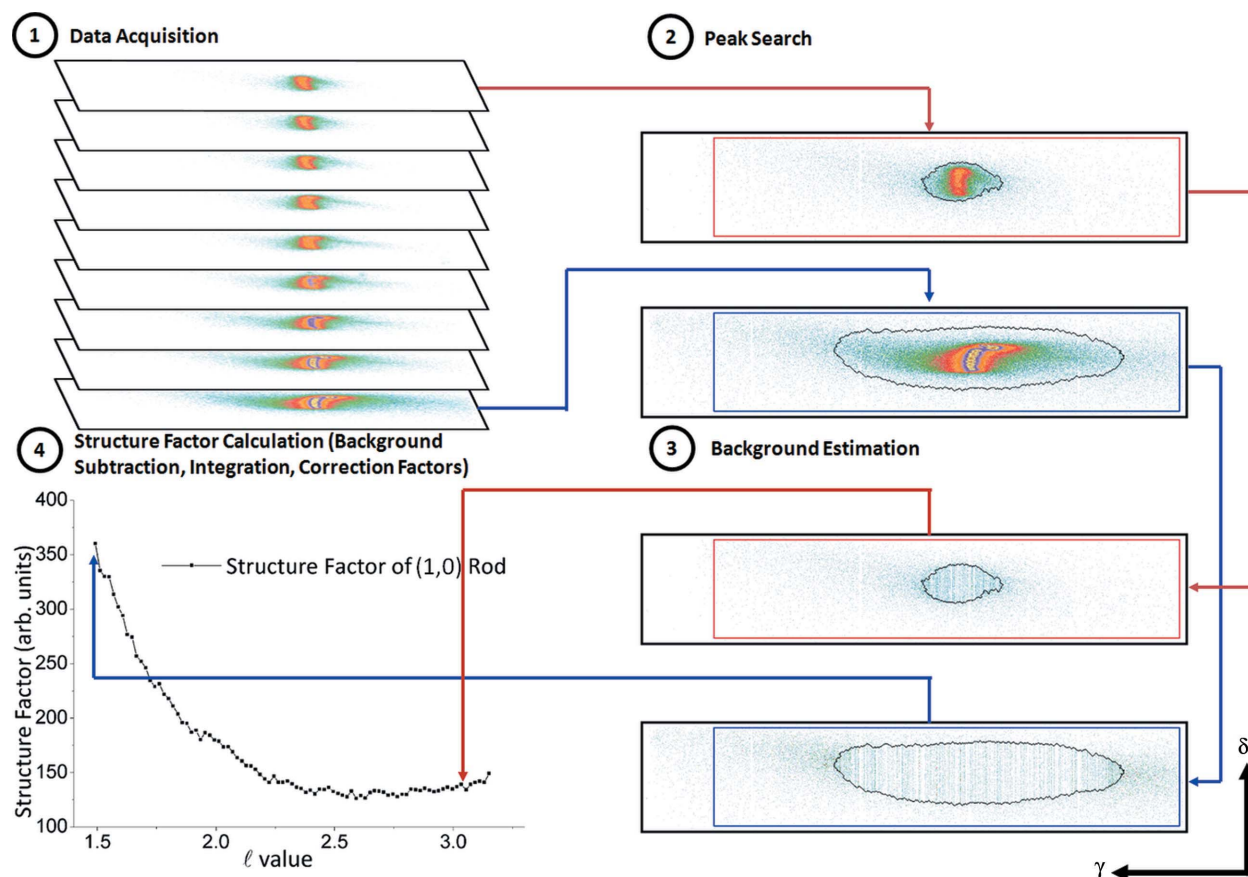 1 Data Acquisition
2 Peak Search
4 Structure Factor Calculation (Background
Subtraction, Integration, Correction Factors)
3 Background Estimation
Structure Factor (arb. units)
400
350
300
250
200
150
100
Structure Factor of (1,0) Rod
1.5 2.0 2.5 3.0
ℓ value
δ
γ